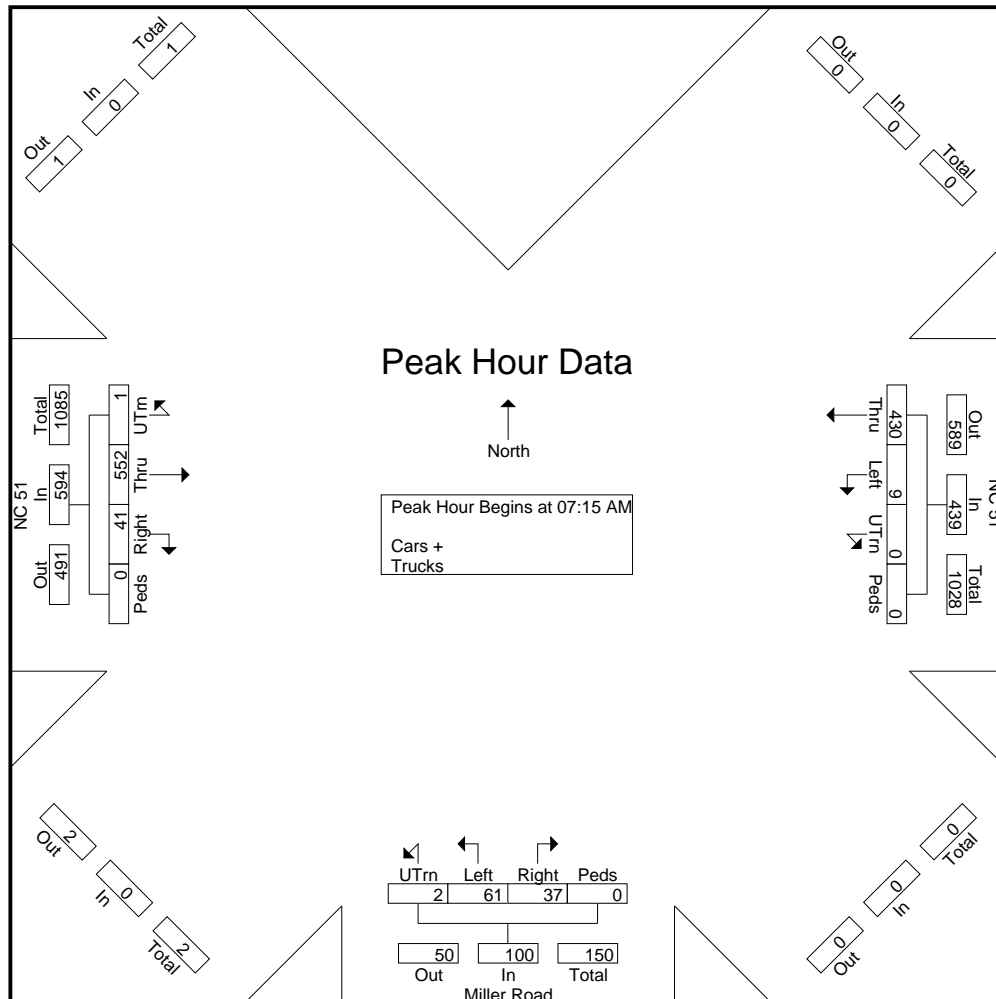 Total
1
In
0
Out
1
Out
0
In
0
Total
0
Peak Hour Data
North
Peak Hour Begins at 07:15 AM
Cars +
Trucks
NC 51
Total
1085
In
594
Out
491
1
UTrn
552
Thru
41
Right
0
Peds
Thru
430
Left
9
UTrn
0
Peds
0
Out
589
In
439
Total
1028
NC 51
2
Out
0
In
2
Total
0
Total
0
In
0
Out
UTrn Left Right Peds
2 61 37 0
50 100 150
Out In Total
Miller Road